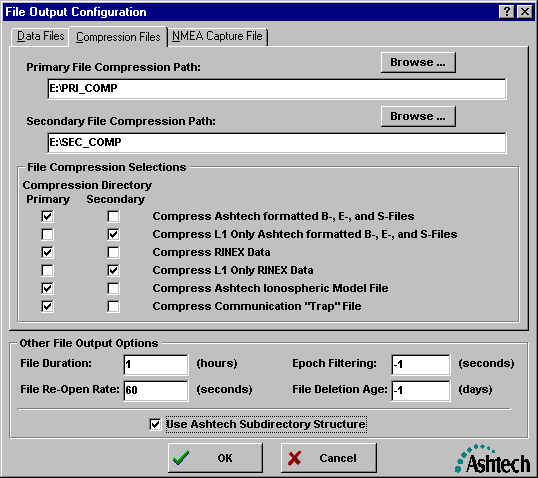 File Output Configuration
Data Files Compression Files NMEA Capture File
Primary File Compression Path: Browse ...
E:\PRI_COMP
Secondary File Compression Path: Browse ...
E:\SEC_COMP
File Compression Selections
Compression Directory
Primary Secondary
Compress Ashtech formatted B-, E-, and S-Files
Compress L1 Only Ashtech formatted B-, E-, and S-Files
Compress RINEX Data
Compress L1 Only RINEX Data
Compress Ashtech Ionospheric Model File
Compress Communication "Trap" File
Other File Output Options
File Duration: 1 (hours) Epoch Filtering: -1 (seconds)
File Re-Open Rate: 60 (seconds) File Deletion Age: -1 (days)
Use Ashtech Subdirectory Structure
OK Cancel
Ashtech